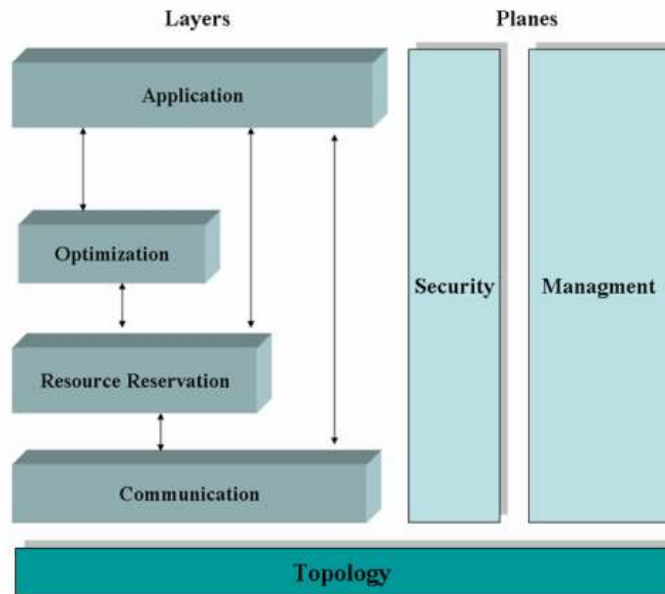 Layers
Planes
Application
Optimization
Security
Managment
Resource Reservation
Communication
Topology